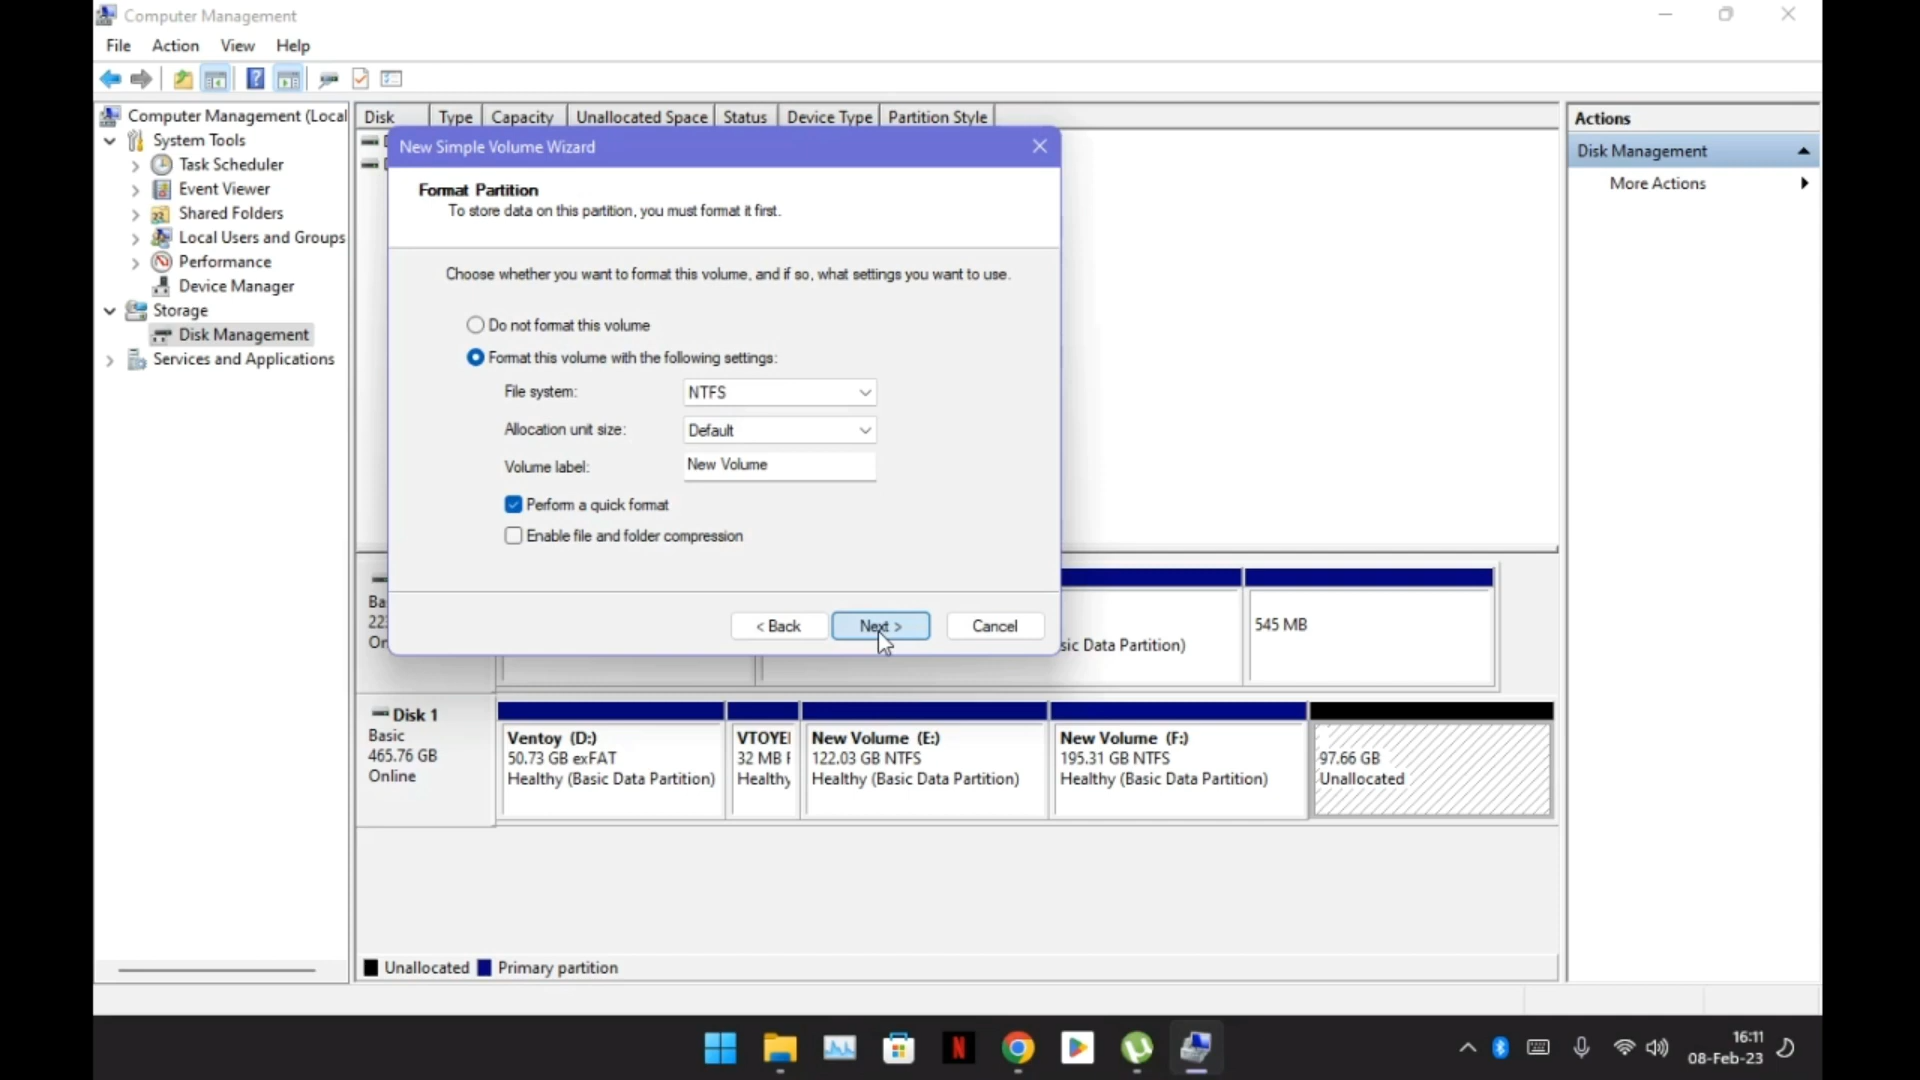 Computer Management
File Action View Help
Computer Management (Local
System Tools
Task Scheduler
Event Viewer
Shared Folders
Local Users and Groups
Performance
Device Manager
Storage
Disk Management
Services and Applications
Disk Type Capacity Unallocated Space Status Device Type Partition Style
New Simple Volume Wizard
Format Partition
To store data on this partition, you must format it first.
Choose whether you want to format this volume, and if so, what settings you want to use.
Do not format this volume
Format this volume with the following settings:
File system: NTFS
Allocation unit size: Default
Volume label: New Volume
Perform a quick format
Enable file and folder compression
< Back Next > Cancel
Ba
22
On
sic Data Partition)
545 MB
Disk 1
Basic
465.76 GB
Online
Ventoy (D:)
50.73 GB exFAT
Healthy (Basic Data Partition)
VTOYE
32 MB F
Healthy
New Volume (E:)
122.03 GB NTFS
Healthy (Basic Data Partition)
New Volume (F:)
195.31 GB NTFS
Healthy (Basic Data Partition)
97.66 GB
Unallocated
Unallocated Primary partition
Actions
Disk Management
More Actions
16:11
08-Feb-23